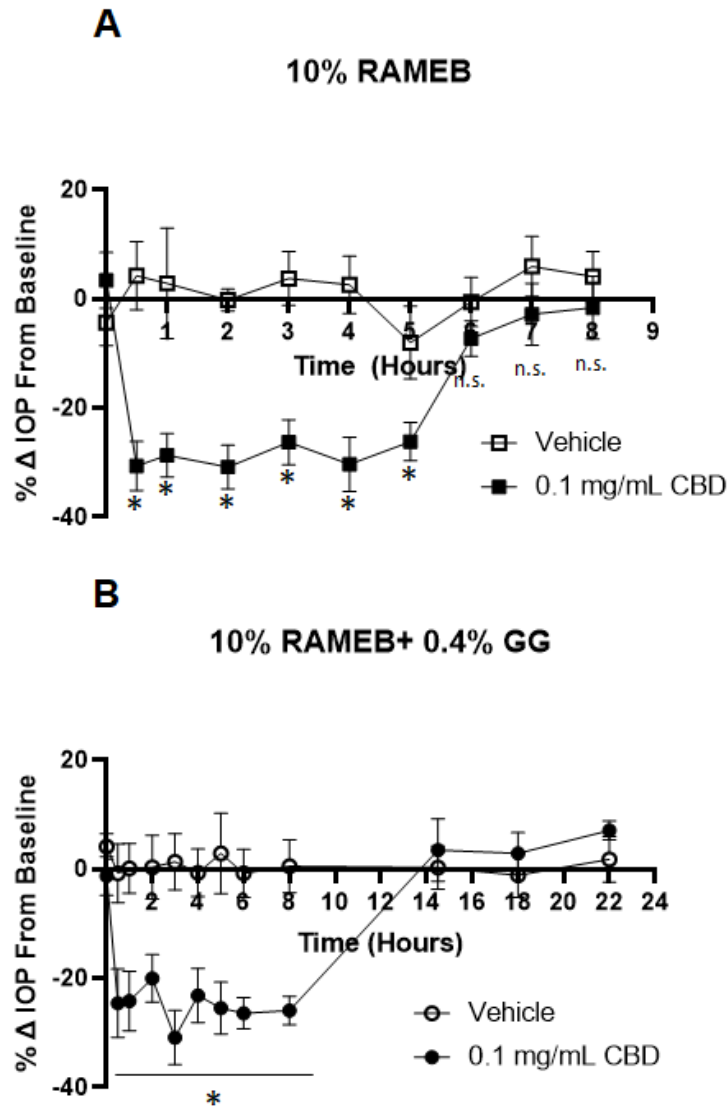 A
10% RAMEB
% Δ IOP From Baseline
20
0
-20
-40
1 2 3 4 5 6 7 8 9
Time (Hours)
n.s. n.s. n.s.
* * * * * *
Vehicle
0.1 mg/mL CBD
B
10% RAMEB+ 0.4% GG
% Δ IOP From Baseline
20
0
-20
-40
2 4 6 8 10 12 14 16 18 20 22 24
Time (Hours)
Vehicle
0.1 mg/mL CBD
*